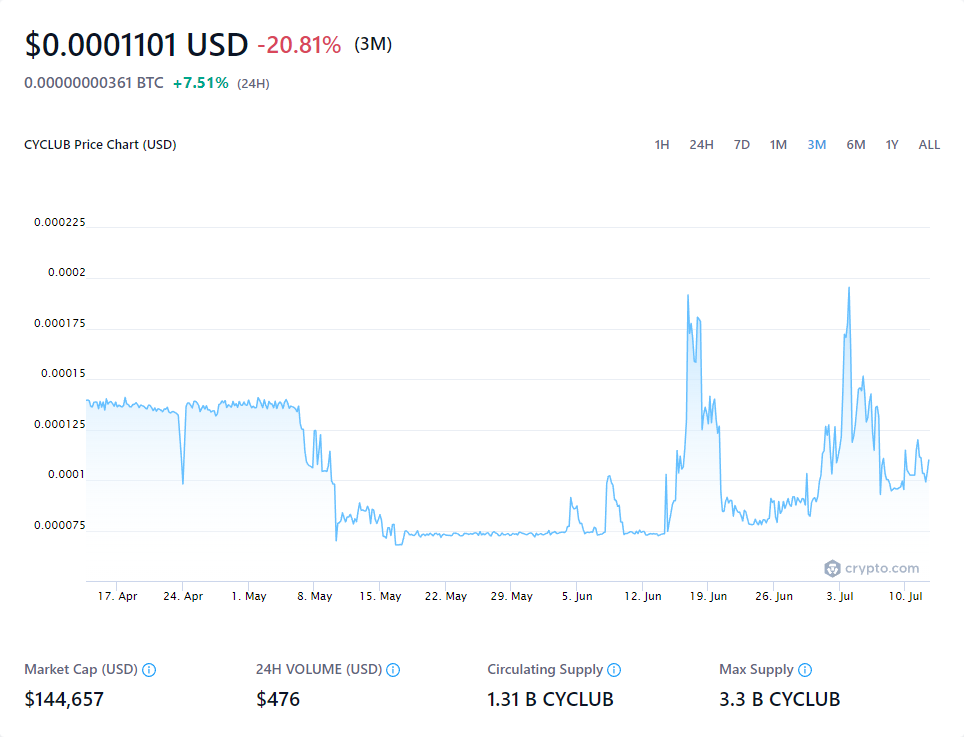 $0.0001101 USD -20.81% (3M)
0.00000000361 BTC +7.51% (24H)
CYCLUB Price Chart (USD) 1H 24H 7D 1M 3M 6M 1Y ALL
0.000225
0.0002
0.000175
0.00015
0.000125
0.0001
0.000075
crypto.com
17. Apr 24. Apr 1. May 8. May 15. May 22. May 29. May 5. Jun 12. Jun 19. Jun 26. Jun 3. Jul 10. Jul
Market Cap (USD) 24H VOLUME (USD) Circulating Supply Max Supply
$144,657 $476 1.31 B CYCLUB 3.3 B CYCLUB